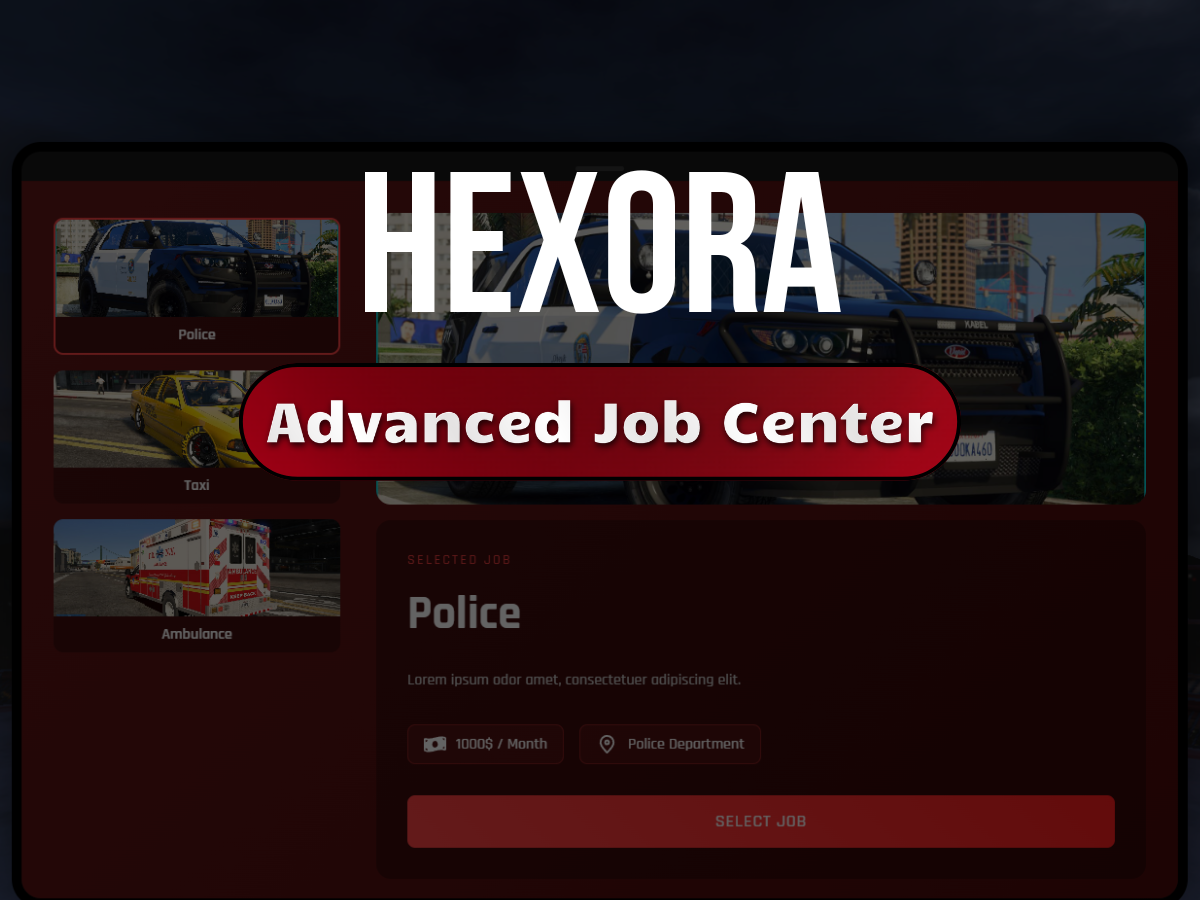 HEXORA
Advanced Job Center
Police
Taxi
Ambulance
SELECTED JOB
Police
Lorem ipsum odor amet, consectetuer adipiscing elit.
1000$ / Month
Police Department
SELECT JOB